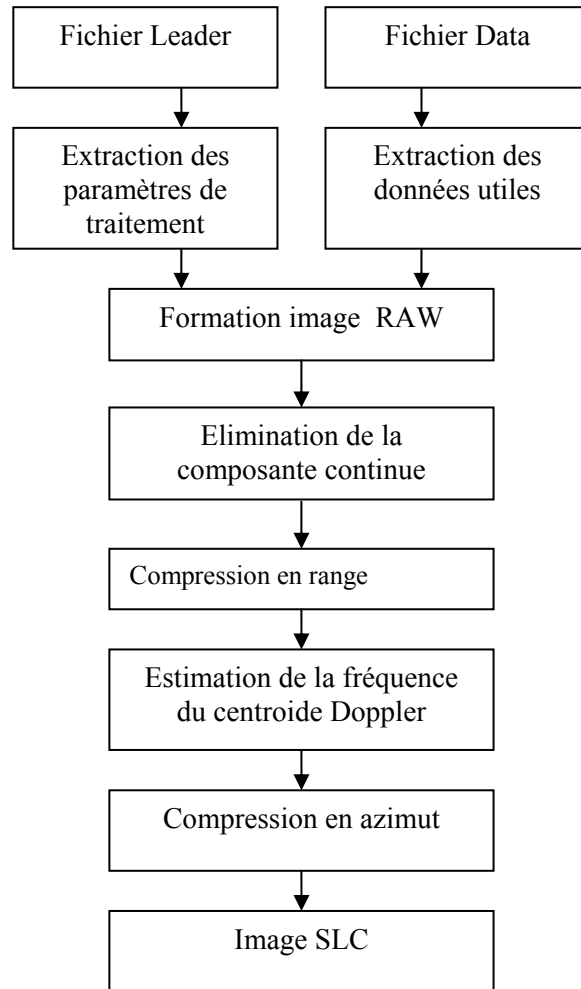 Fichier Leader
Fichier Data
Extraction des
paramètres de
traitement
Extraction des
données utiles
Formation image RAW
Elimination de la
composante continue
Compression en range
Estimation de la fréquence
du centroide Doppler
Compression en azimut
Image SLC